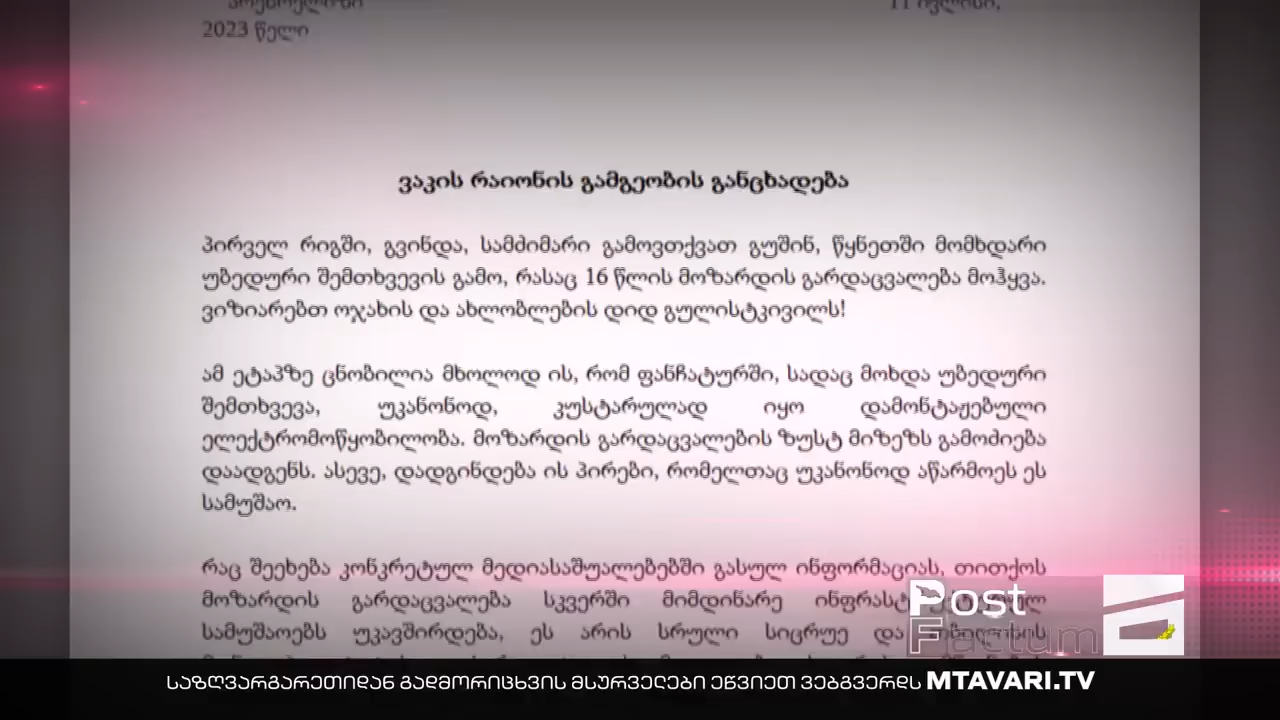 11 ივლისი,
2023 წელი
ვაკის რაიონის გამგეობის განცხადება
პირველ რიგში, გვინდა, სამძიმარი გამოვთქვათ გუშინ, წყნეთში მომხდარი
უბედური შემთხვევის გამო, რასაც 16 წლის მოზარდის გარდაცვალება მოჰყვა.
ვიზიარებთ ოჯახის და ახლობლების დიდ გულისტკივილს!
ამ ეტაპზე ცნობილია მხოლოდ ის, რომ ფანჩატურში, სადაც მოხდა უბედური
შემთხვევა, უკანონოდ, კუსტარულად იყო დამონტაჟებული
ელექტრომოწყობილობა. მოზარდის გარდაცვალების ზუსტ მიზეზს გამოძიება
დაადგენს. ასევე, დადგინდება ის პირები, რომელთაც უკანონოდ აწარმოეს ეს
სამუშაო.
რაც შეეხება კონკრეტულ მედიასაშუალებებში გასულ ინფორმაციას, თითქოს
მოზარდის გარდაცვალება სკვერში მიმდინარე
სამუშაოებს უკავშირდება, ეს არის სრული სიცრუე და
Post
Factum
საზღვარგარეთიდან გადმორიცხვის მსურველები ეწვიეთ ვებგვერდს MTAVARI.TV